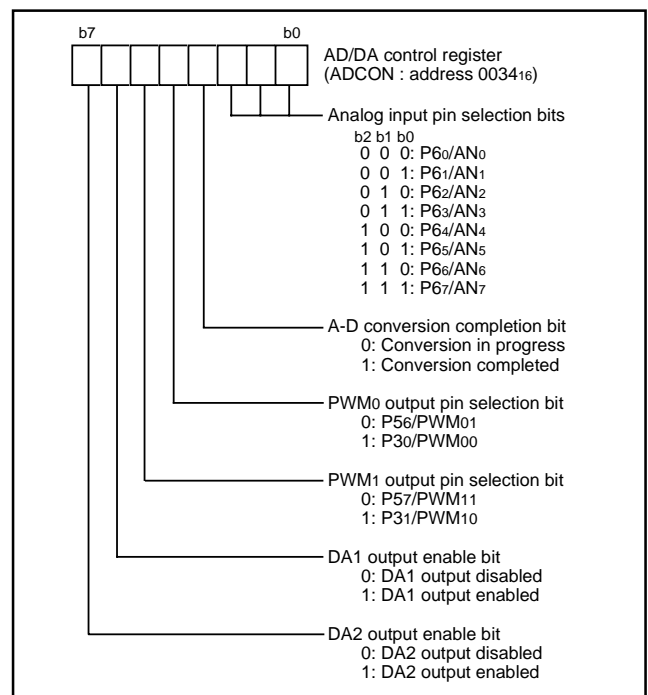 b7 b0
AD/DA control register
(ADCON : address 003416)
Analog input pin selection bits
b2 b1 b0
0 0 0: P60/AN0
0 0 1: P61/AN1
0 1 0: P62/AN2
0 1 1: P63/AN3
1 0 0: P64/AN4
1 0 1: P65/AN5
1 1 0: P66/AN6
1 1 1: P67/AN7
A-D conversion completion bit
0: Conversion in progress
1: Conversion completed
PWM0 output pin selection bit
0: P56/PWM01
1: P30/PWM00
PWM1 output pin selection bit
0: P57/PWM11
1: P31/PWM10
DA1 output enable bit
0: DA1 output disabled
1: DA1 output enabled
DA2 output enable bit
0: DA2 output disabled
1: DA2 output enabled